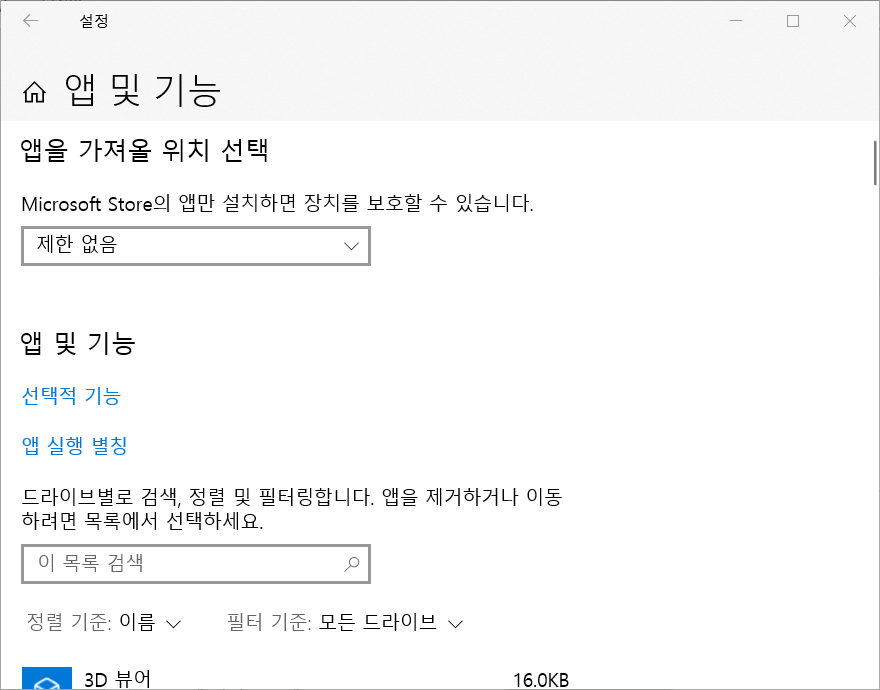 설정
앱 및 기능
앱을 가져올 위치 선택
Microsoft Store의 앱만 설치하면 장치를 보호할 수 있습니다.
제한 없음
앱 및 기능
선택적 기능
앱 실행 별칭
드라이브별로 검색, 정렬 및 필터링합니다. 앱을 제거하거나 이동
하려면 목록에서 선택하세요.
이 목록 검색
정렬 기준: 이름 필터 기준: 모든 드라이브
3D 뷰어 16.0KB